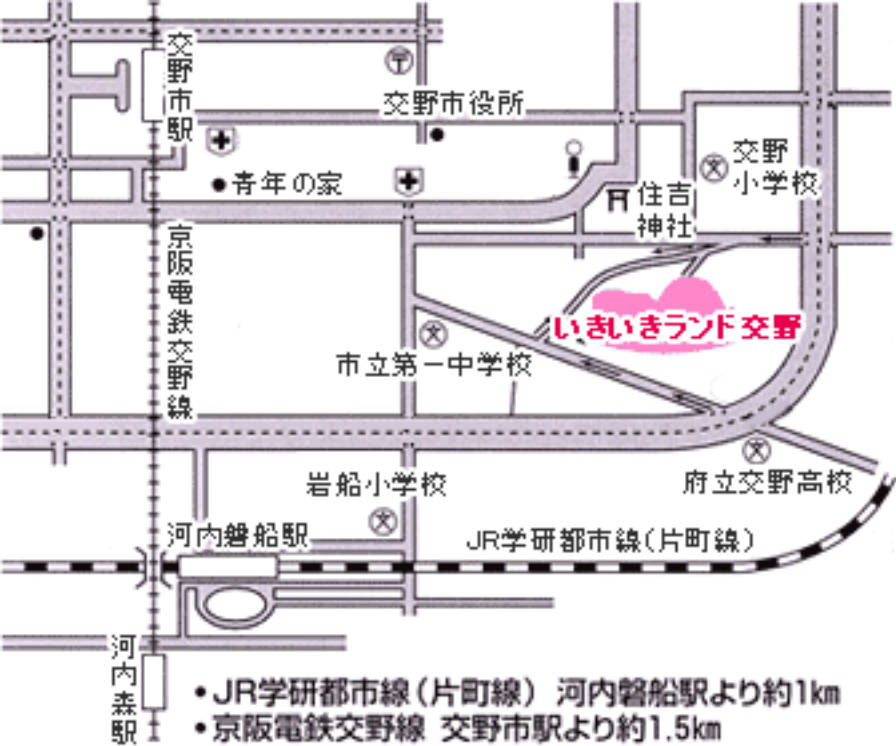 交野市駅
〒
交野市役所
青年の家
交野
小学校
住吉
神社
京阪電鉄交野線
いきいきランド交野
文
市立第一中学校
文
府立交野高校
岩船小学校
文
文
河内磐船駅
JR学研都市線(片町線)
河内森駅
•JR学研都市線(片町線) 河内磐船駅より約1km
•京阪電鉄交野線 交野市駅より約1.5km